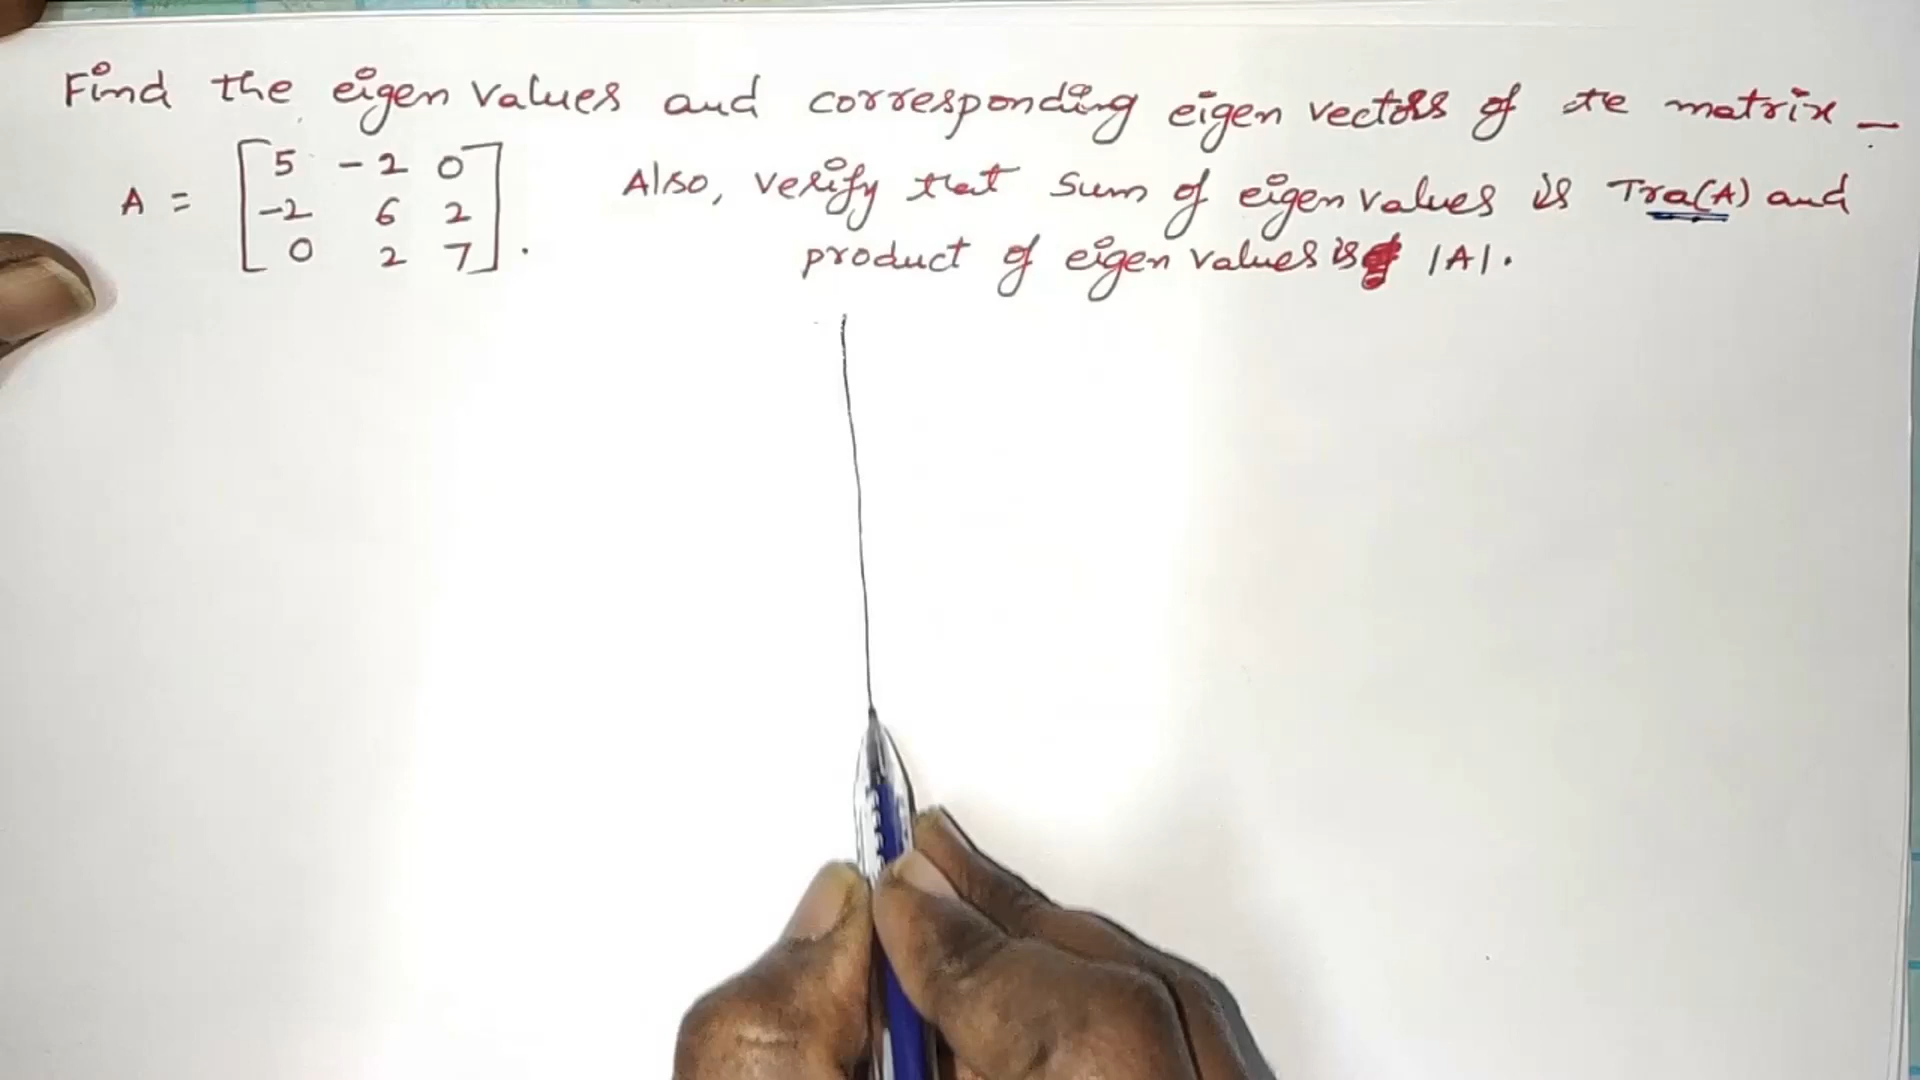 Find the eigen values and corresponding eigen vectors of the matrix –
A = [ 5 -2 0
-2 6 2
0 2 7 ] .
Also, verify that sum of eigen values is Tra(A) and
product of eigen values is |A|.